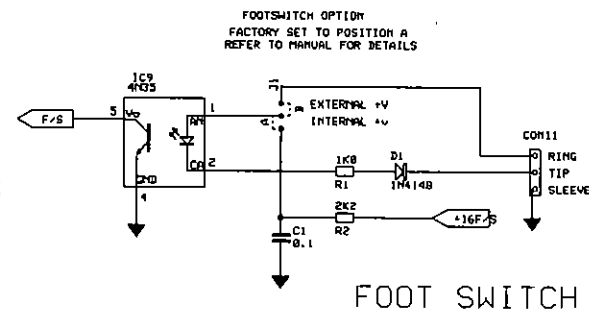 FOOTSWITCH OPTION
FACTORY SET TO POSITION A
REFER TO MANUAL FOR DETAILS
IC9
4N35
J1
F/S
5
VO
AN
1
B
A
EXTERNAL +V
INTERNAL +V
CON11
RING
TIP
SLEEVE
CA
2
1K0
R1
D1
1N4148
GND
4
2K2
R2
+16F/S
C1
0.1
FOOT SWITCH